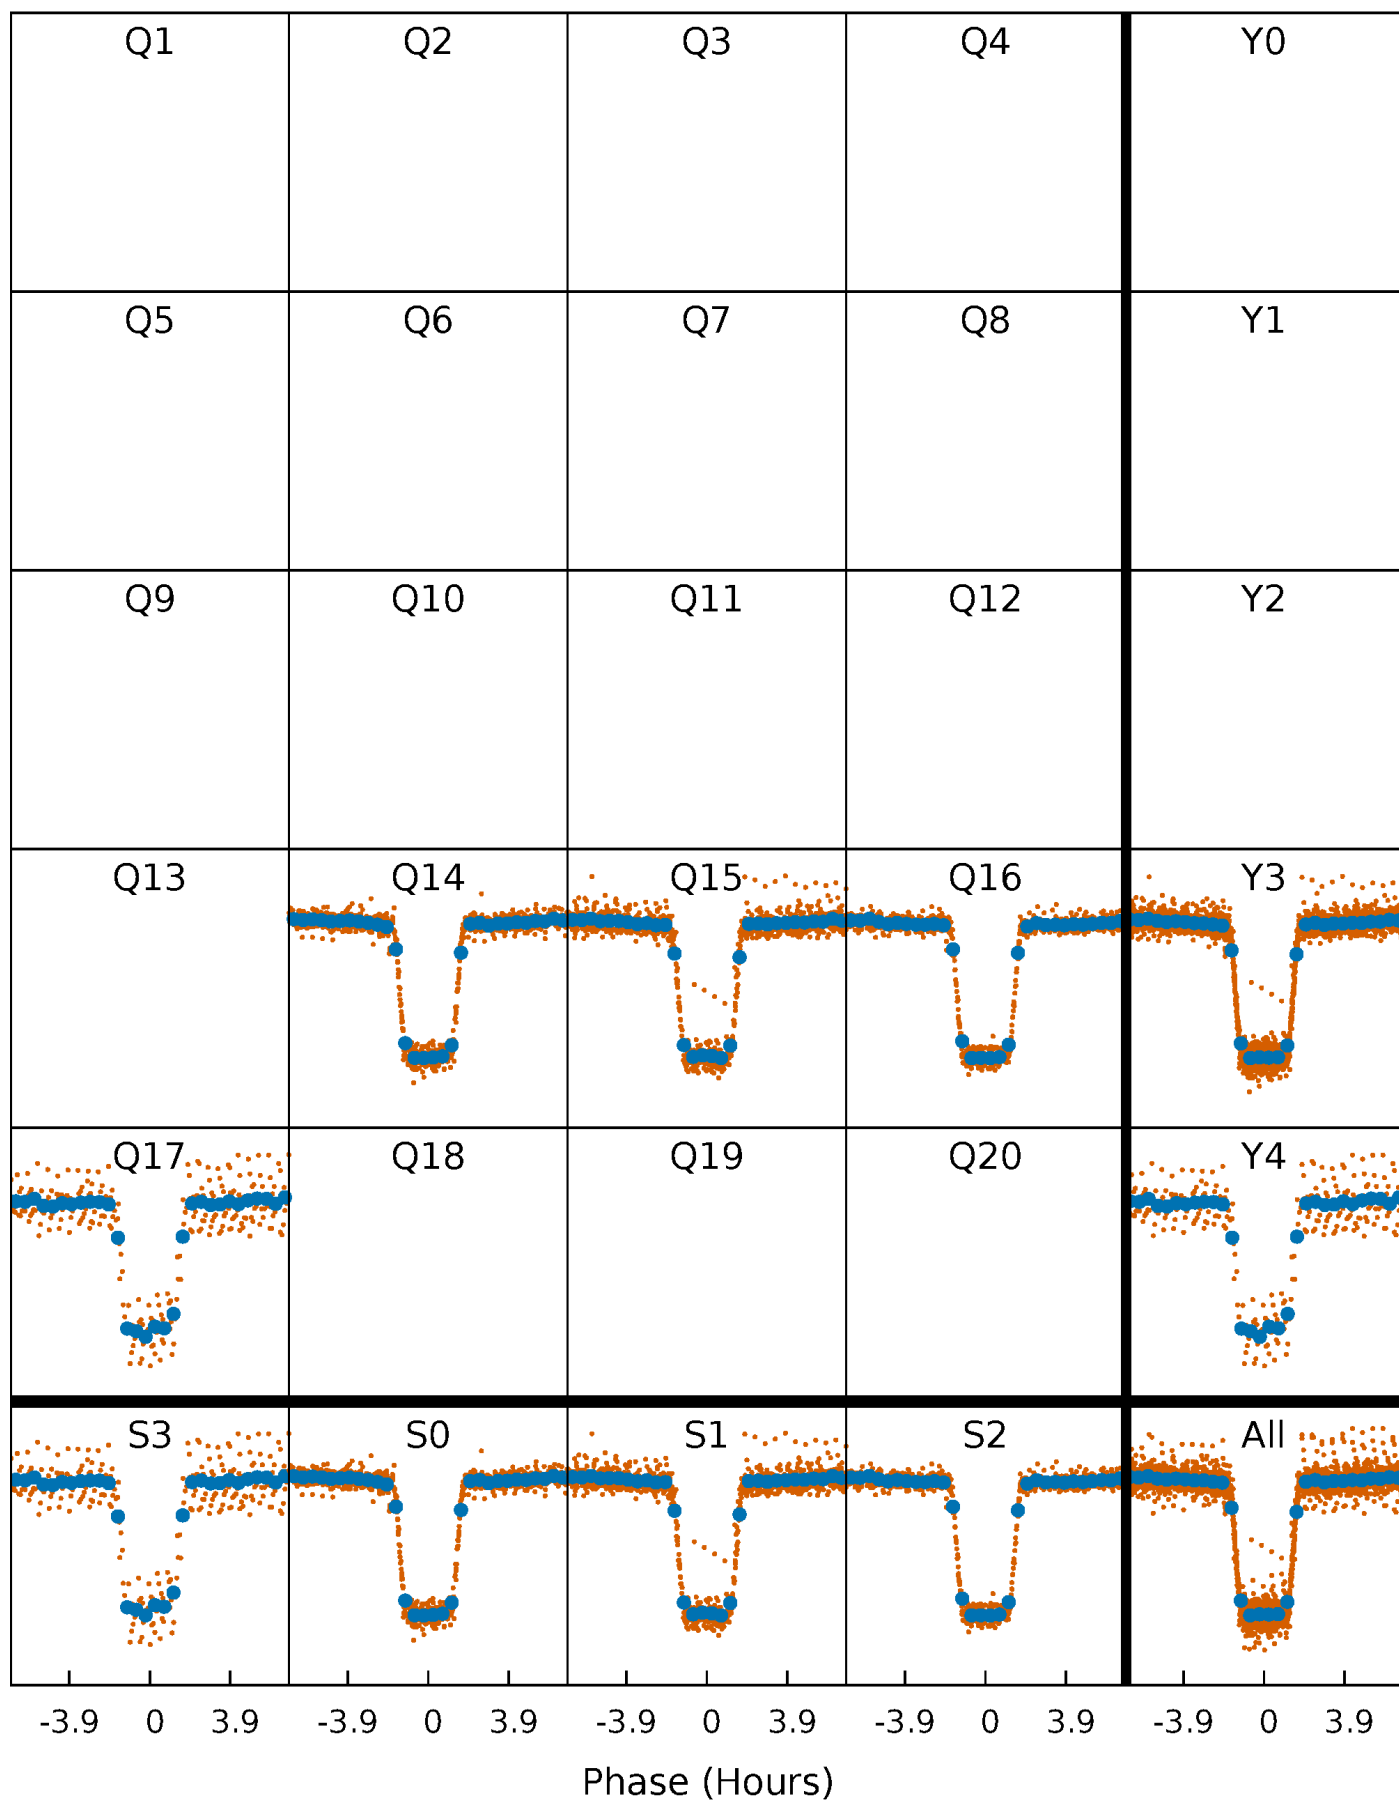 Q1 Q2 Q3 Q4 Y0
Q5 Q6 Q7 Q8 Y1
Q9 Q10 Q11 Q12 Y2
Q13 Q14 Q15 Q16 Y3
Q17 Q18 Q19 Q20 Y4
S3 S0 S1 S2 All
-3.9 0 3.9 -3.9 0 3.9 -3.9 0 3.9 -3.9 0 3.9 -3.9 0 3.9
Phase (Hours)